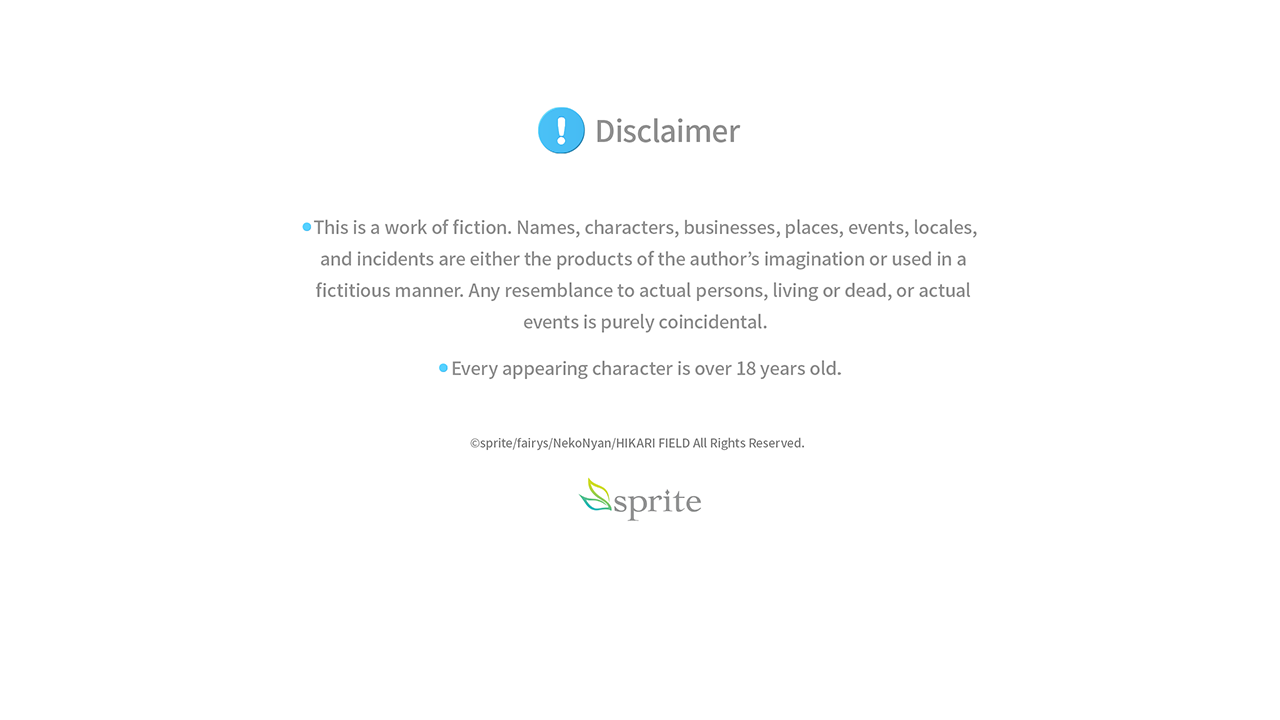 Disclaimer
This is a work of fiction. Names, characters, businesses, places, events, locales,
and incidents are either the products of the author’s imagination or used in a
fictitious manner. Any resemblance to actual persons, living or dead, or actual
events is purely coincidental.
Every appearing character is over 18 years old.
©sprite/fairys/NekoNyan/HIKARI FIELD All Rights Reserved.
sprite